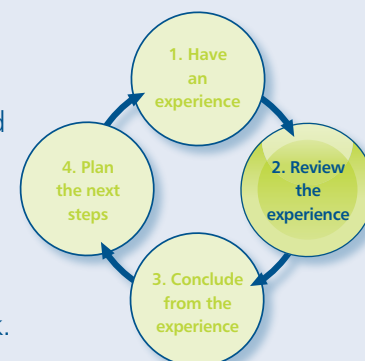 1. Have
an
experience
2. Review
the
experience
3. Conclude
from the
experience
4. Plan
the next
steps